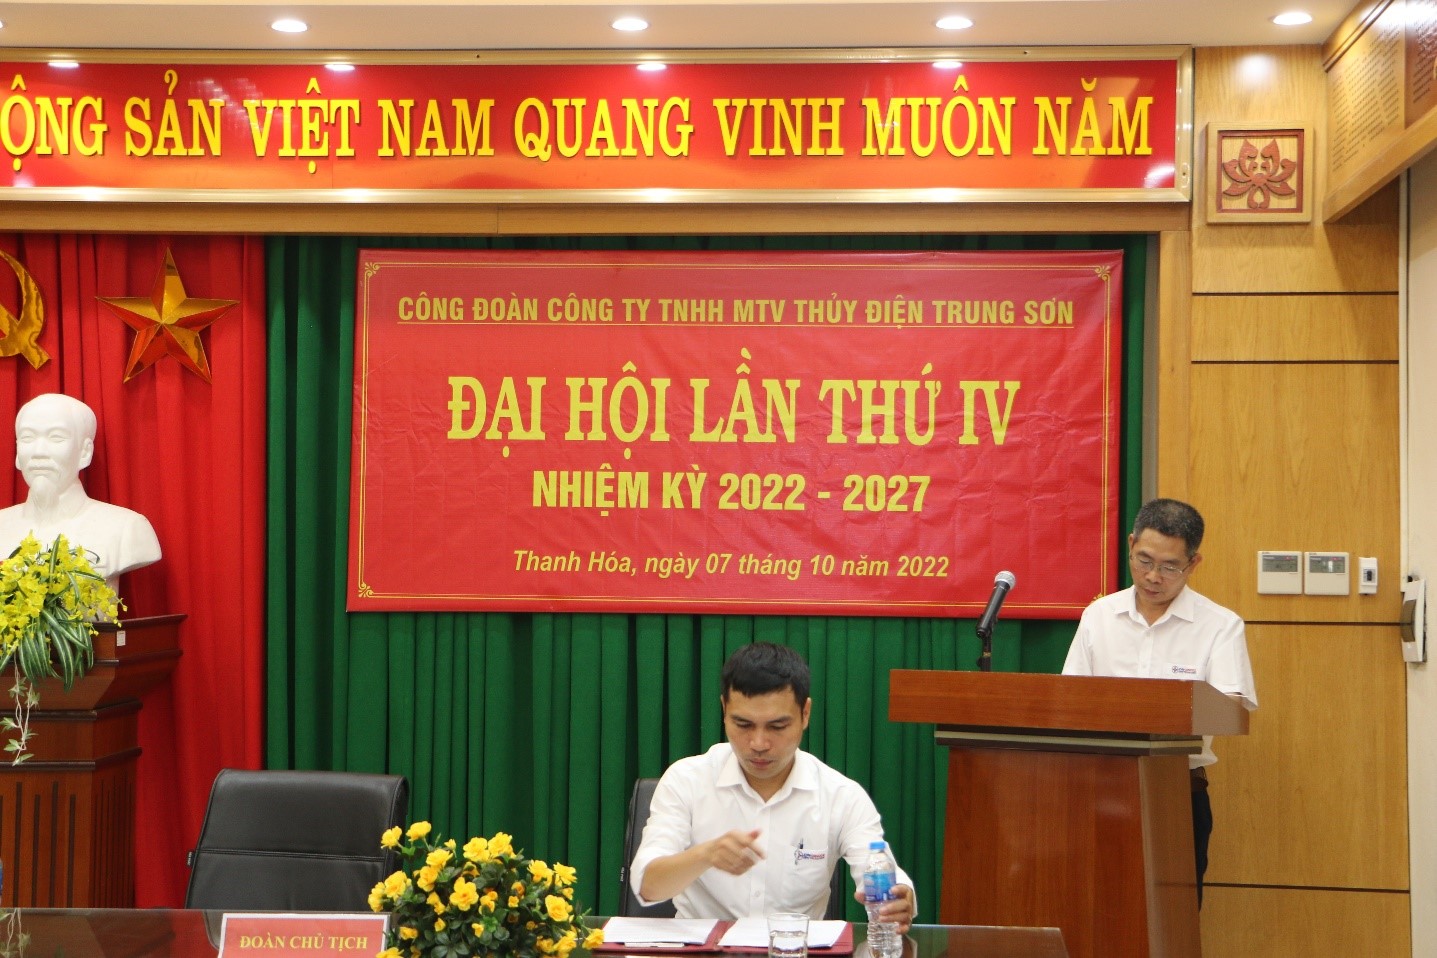 ỘNG SẢN VIỆT NAM QUANG VINH MUÔN NĂM
CÔNG ĐOÀN CÔNG TY TNHH MTV THỦY ĐIỆN TRUNG SƠN
ĐẠI HỘI LẦN THỨ IV
NHIỆM KỲ 2022 - 2027
Thanh Hóa, ngày 07 tháng 10 năm 2022
ĐOÀN CHỦ TỊCH